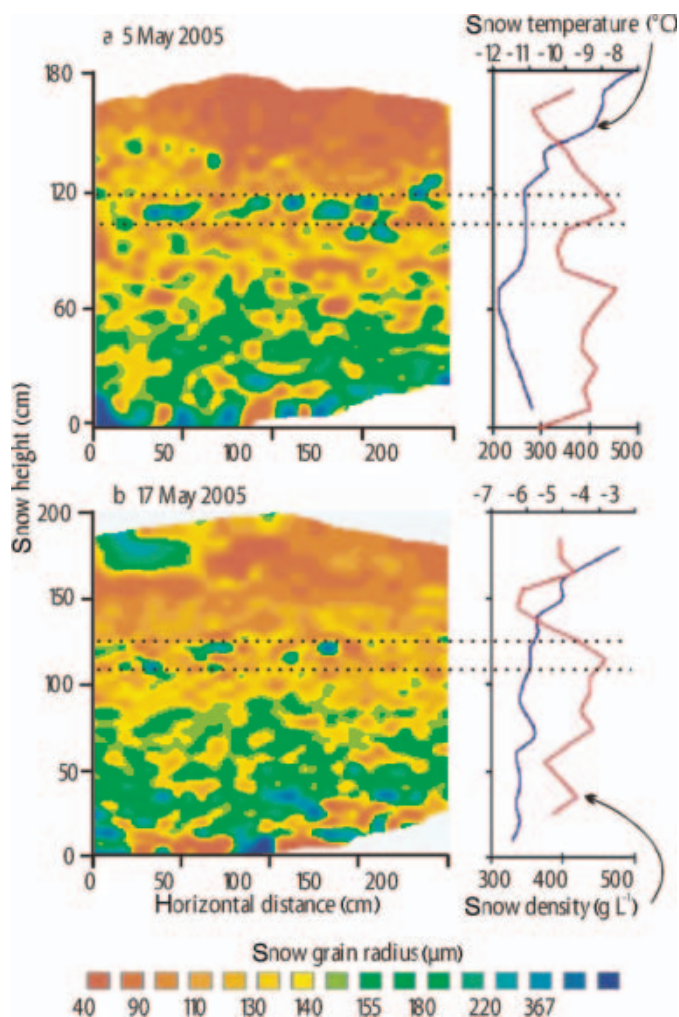 Snow temperature (°C)
a 5 May 2005
-12 -11 -10 -9 -8
180
120
60
0
0 50 100 150 200
200 300 400 500
Snow height (cm)
b 17 May 2005
-7 -6 -5 -4 -3
200
150
100
50
0
0 50 100 150 200
300 400 500
Horizontal distance (cm)
Snow density (g L⁻¹)
Snow grain radius (μm)
40 90 110 130 140 155 180 220 367